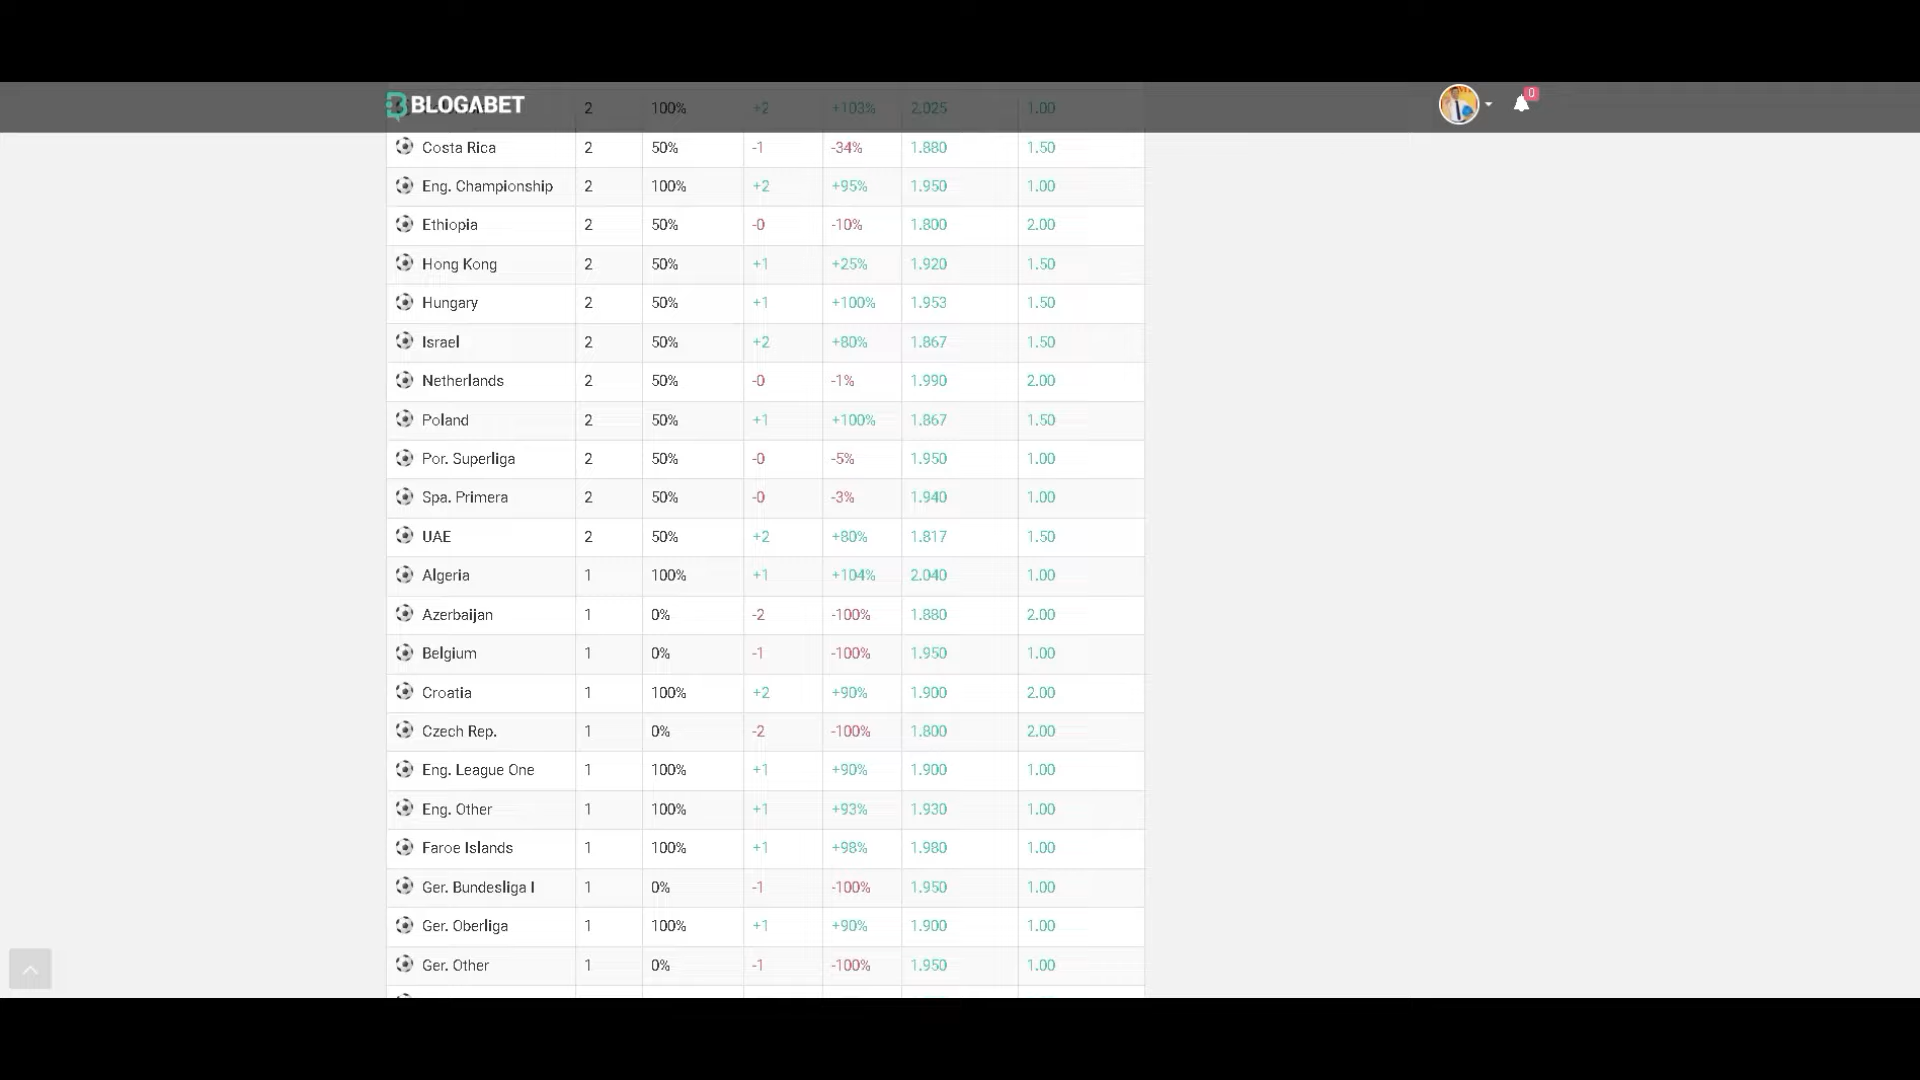 BLOGABET 2 100% +2 +103% 2.025 1.00 0
Costa Rica 2 50% -1 -34% 1.880 1.50
Eng. Championship 2 100% +2 +95% 1.950 1.00
Ethiopia 2 50% -0 -10% 1.800 2.00
Hong Kong 2 50% +1 +25% 1.920 1.50
Hungary 2 50% +1 +100% 1.953 1.50
Israel 2 50% +2 +80% 1.867 1.50
Netherlands 2 50% -0 -1% 1.990 2.00
Poland 2 50% +1 +100% 1.867 1.50
Por. Superliga 2 50% -0 -5% 1.950 1.00
Spa. Primera 2 50% -0 -3% 1.940 1.00
UAE 2 50% +2 +80% 1.817 1.50
Algeria 1 100% +1 +104% 2.040 1.00
Azerbaijan 1 0% -2 -100% 1.880 2.00
Belgium 1 0% -1 -100% 1.950 1.00
Croatia 1 100% +2 +90% 1.900 2.00
Czech Rep. 1 0% -2 -100% 1.800 2.00
Eng. League One 1 100% +1 +90% 1.900 1.00
Eng. Other 1 100% +1 +93% 1.930 1.00
Faroe Islands 1 100% +1 +98% 1.980 1.00
Ger. Bundesliga I 1 0% -1 -100% 1.950 1.00
Ger. Oberliga 1 100% +1 +90% 1.900 1.00
Ger. Other 1 0% -1 -100% 1.950 1.00